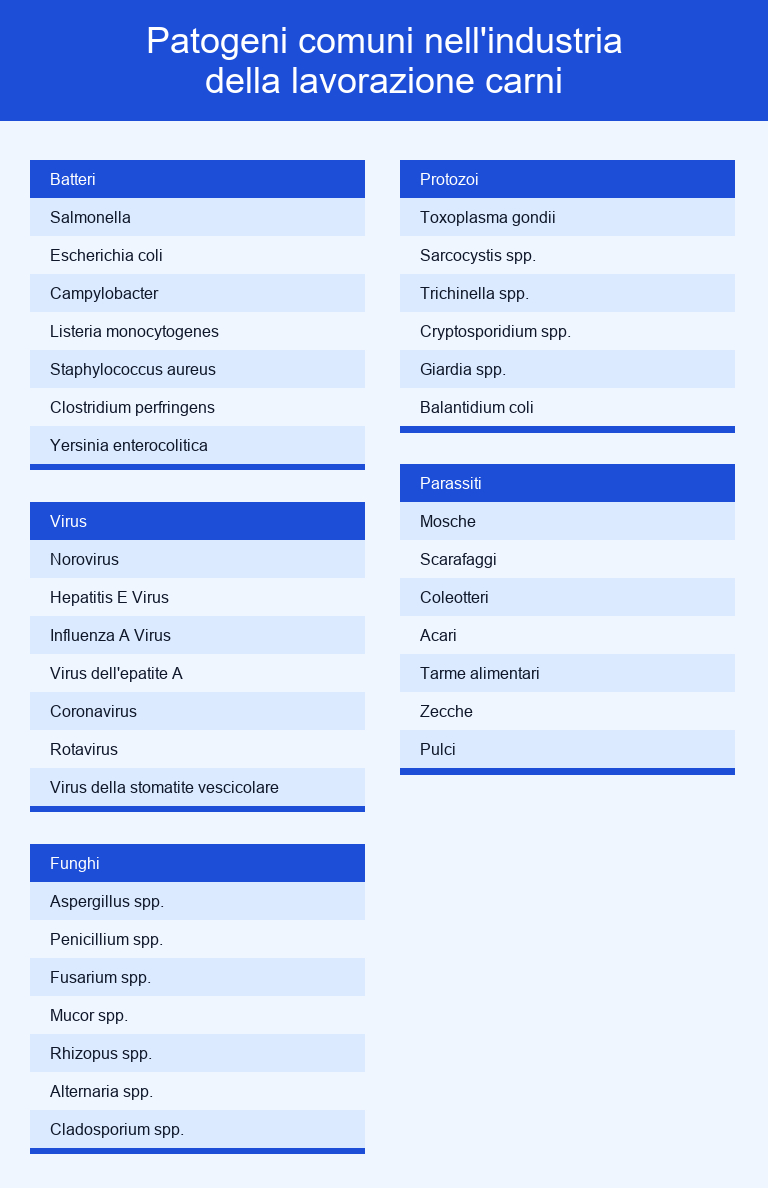 Patogeni comuni nell'industria
della lavorazione carni
Batteri
Salmonella
Escherichia coli
Campylobacter
Listeria monocytogenes
Staphylococcus aureus
Clostridium perfringens
Yersinia enterocolitica
Virus
Norovirus
Hepatitis E Virus
Influenza A Virus
Virus dell'epatite A
Coronavirus
Rotavirus
Virus della stomatite vescicolare
Funghi
Aspergillus spp.
Penicillium spp.
Fusarium spp.
Mucor spp.
Rhizopus spp.
Alternaria spp.
Cladosporium spp.
Protozoi
Toxoplasma gondii
Sarcocystis spp.
Trichinella spp.
Cryptosporidium spp.
Giardia spp.
Balantidium coli
Parassiti
Mosche
Scarafaggi
Coleotteri
Acari
Tarme alimentari
Zecche
Pulci